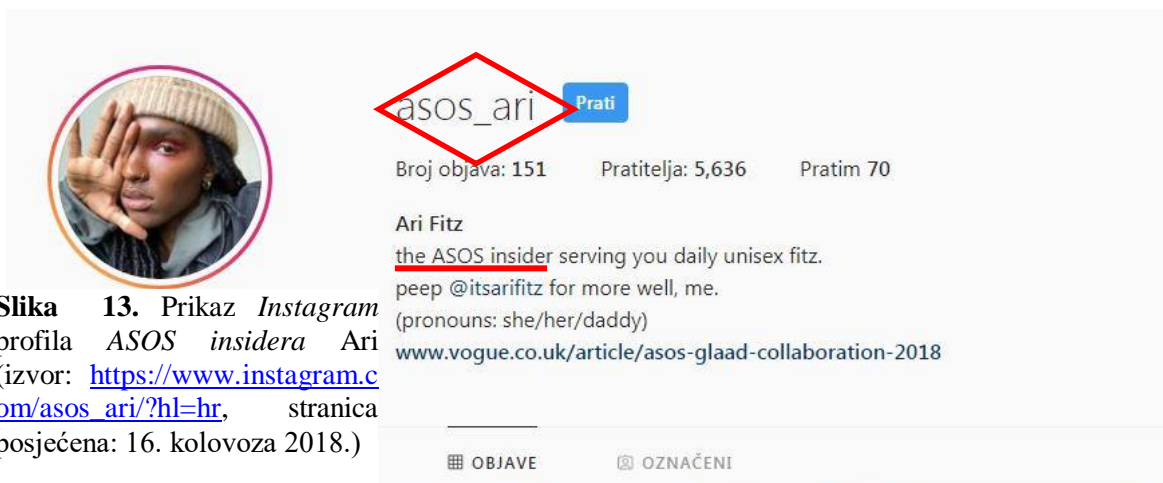 asos_ari Prati
Broj objava: 151 Pratitelja: 5,636 Pratim 70
Ari Fitz
the ASOS insider serving you daily unisex fitz.
peep @itsarifitz for more well, me.
(pronouns: she/her/daddy)
www.vogue.co.uk/article/asos-glaad-collaboration-2018
OBJAVE OZNAČENI
Slika 13. Prikaz Instagram
profila ASOS insidera Ari
(izvor: https://www.instagram.c
om/asos_ari/?hl=hr, stranica
posjećena: 16. kolovoza 2018.)